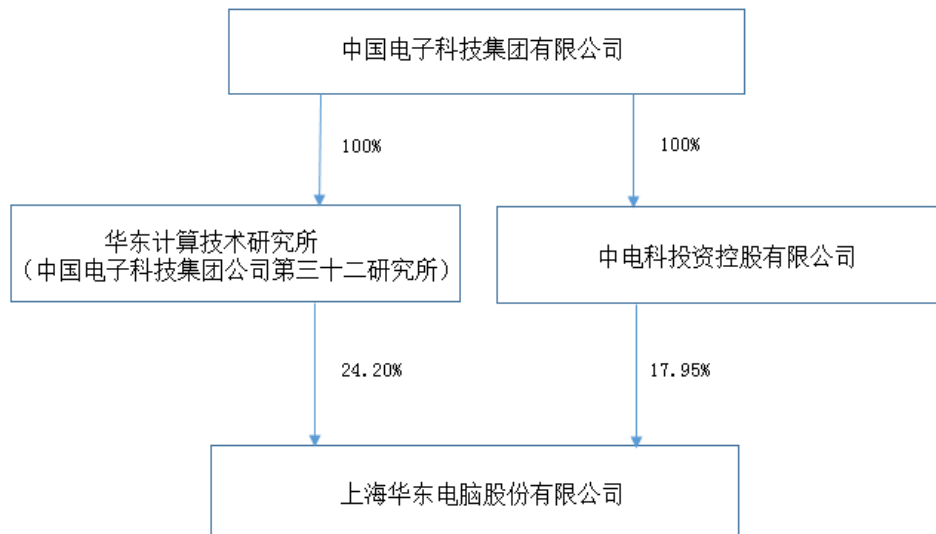 中国电子科技集团有限公司
100%
100%
华东计算技术研究所
（中国电子科技集团公司第三十二研究所）
中电科投资控股有限公司
24.20%
17.95%
上海华东电脑股份有限公司